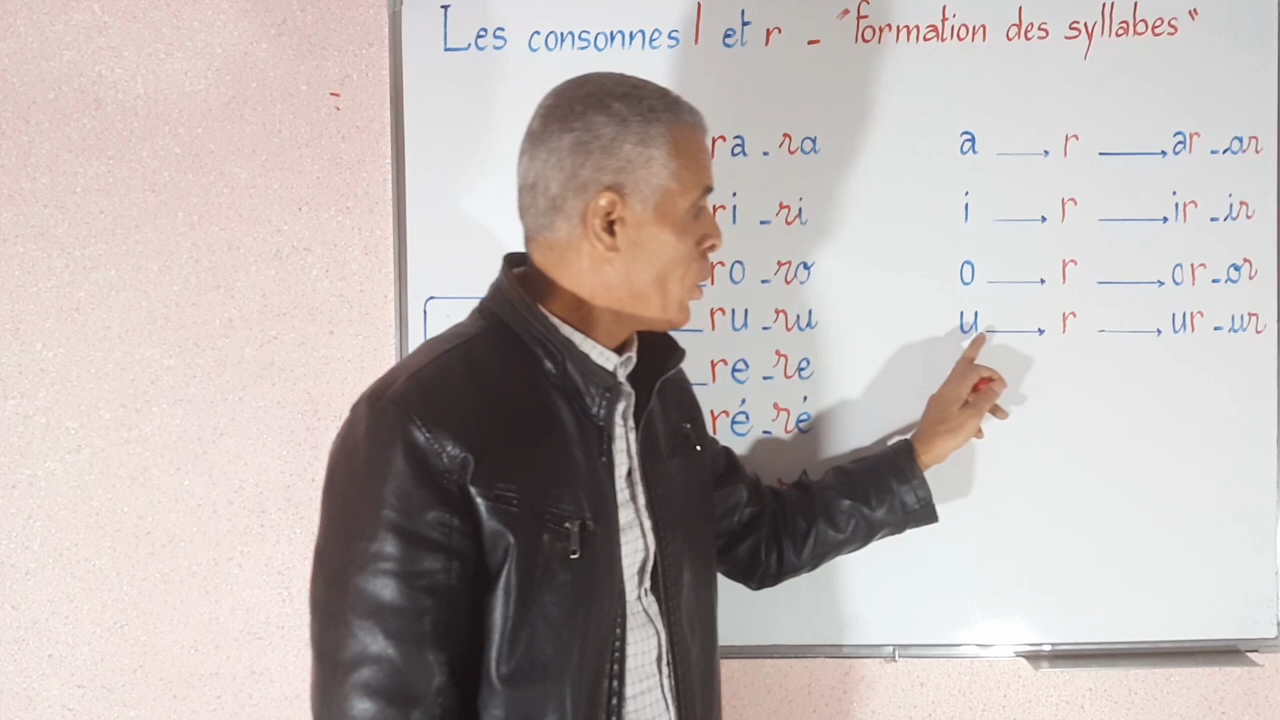 Les consonnes l et r - "formation des syllabes"
ra - ra a → r → ar - ar
ri - ri i → r → ir - ir
ro - ro o → r → or - or
ru - ru u → r → ur - ur
re - re
ré - ré